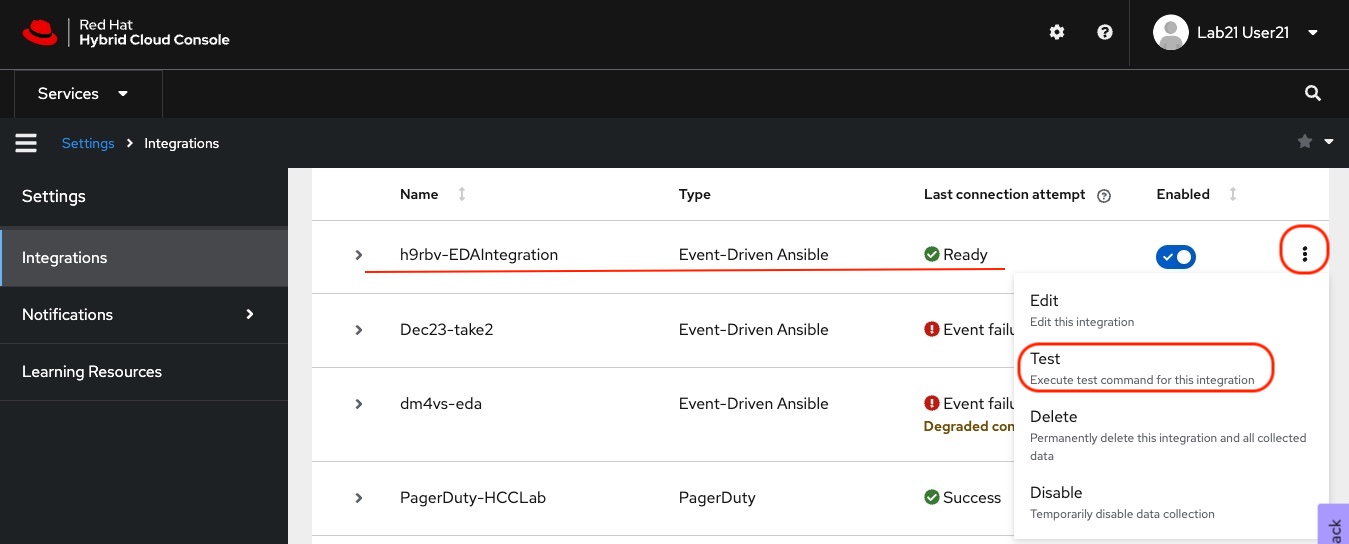 Red Hat
Hybrid Cloud Console
Lab21 User21
Services
Settings > Integrations
Settings
Integrations
Notifications
Learning Resources
Name Type Last connection attempt Enabled
h9rbv-EDAIntegration Event-Driven Ansible Ready
Dec23-take2 Event-Driven Ansible Event failu
dm4vs-eda Event-Driven Ansible Event failu
Degraded con
PagerDuty-HCCLab PagerDuty Success
Edit
Edit this integration
Test
Execute test command for this integration
Delete
Permanently delete this integration and all collected
data
Disable
Temporarily disable data collection
ack